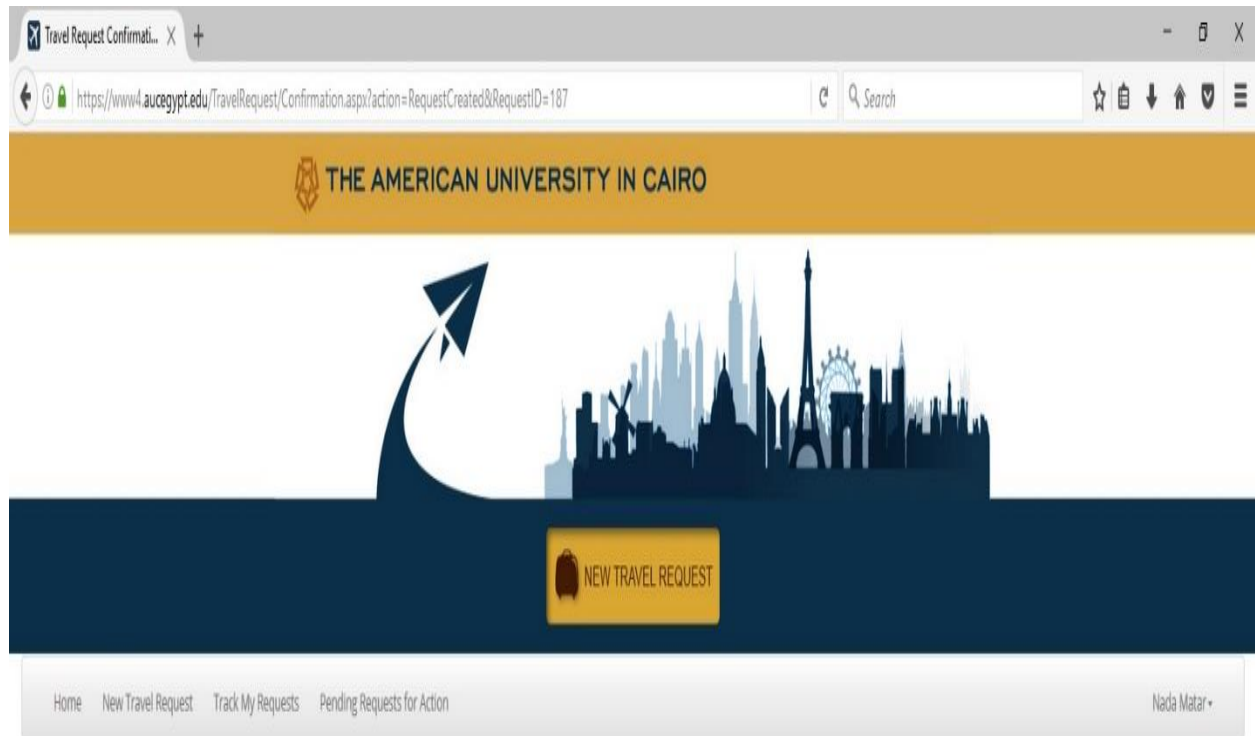 Travel Request Confirmati...
https://www4.aucegypt.edu/TravelRequest/Confirmation.aspx?action=RequestCreated&RequestID=187
Search
THE AMERICAN UNIVERSITY IN CAIRO
NEW TRAVEL REQUEST
Home New Travel Request Track My Requests Pending Requests for Action Nada Matar